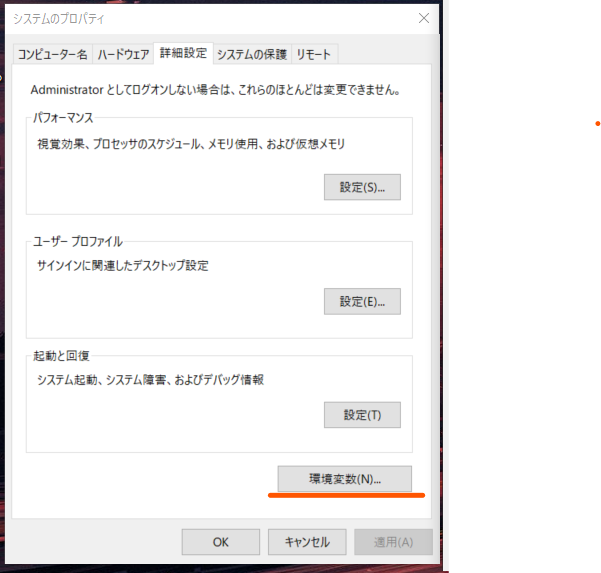 システムのプロパティ
コンピューター名 ハードウェア 詳細設定 システムの保護 リモート
Administrator としてログオンしない場合は、これらのほとんどは変更できません。
パフォーマンス
視覚効果、プロセッサのスケジュール、メモリ使用、および仮想メモリ
設定(S)...
ユーザー プロファイル
サインインに関連したデスクトップ設定
設定(E)...
起動と回復
システム起動、システム障害、およびデバッグ情報
設定(T)
環境変数(N)...
OK キャンセル 適用(A)